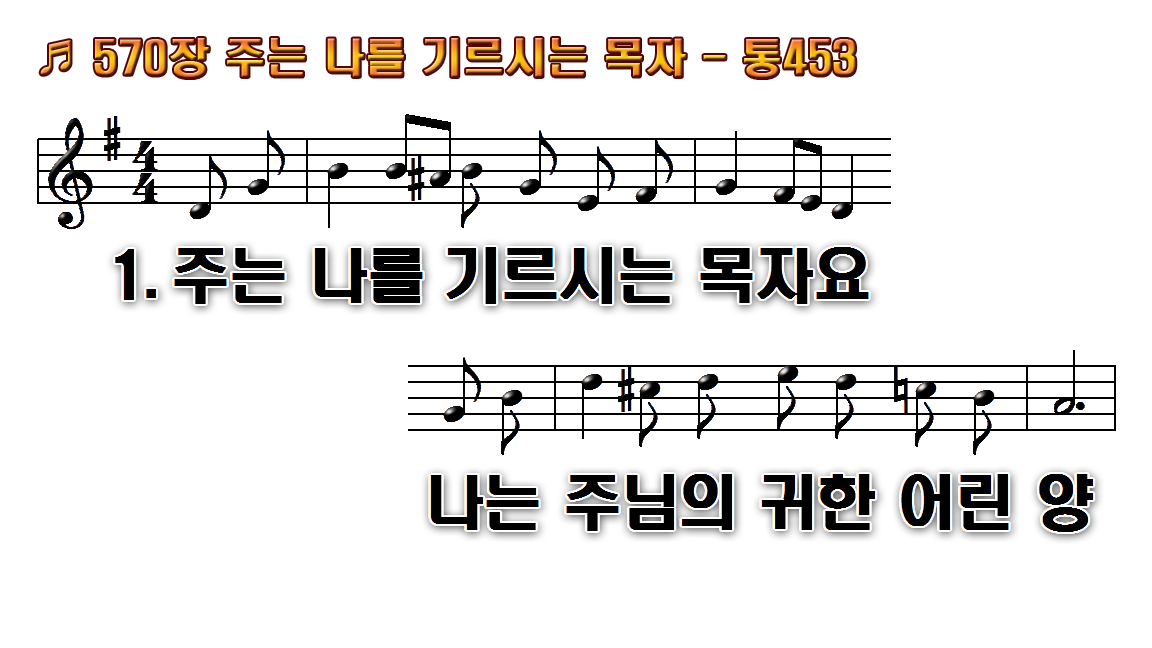 ♬ 570장 주는 나를 기르시는 목자 - 통453
4
4
1. 주는 나를 기르시는 목자요
나는 주님의 귀한 어린 양